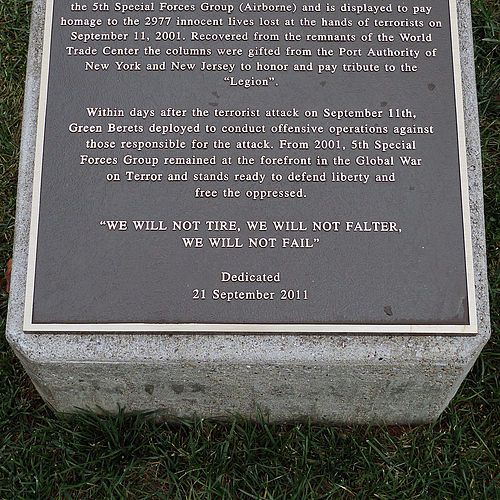 the 5th Special Forces Group (Airborne) and is displayed to pay
homage to the 2977 innocent lives lost at the hands of terrorists on
September 11, 2001. Recovered from the remnants of the World
Trade Center the columns were gifted from the Port Authority of
New York and New Jersey to honor and pay tribute to the
“Legion”.
Within days after the terrorist attack on September 11th,
Green Berets deployed to conduct offensive operations against
those responsible for the attack. From 2001, 5th Special
Forces Group remained at the forefront in the Global War
on Terror and stands ready to defend liberty and
free the oppressed.
“WE WILL NOT TIRE, WE WILL NOT FALTER,
WE WILL NOT FAIL”
Dedicated
21 September 2011